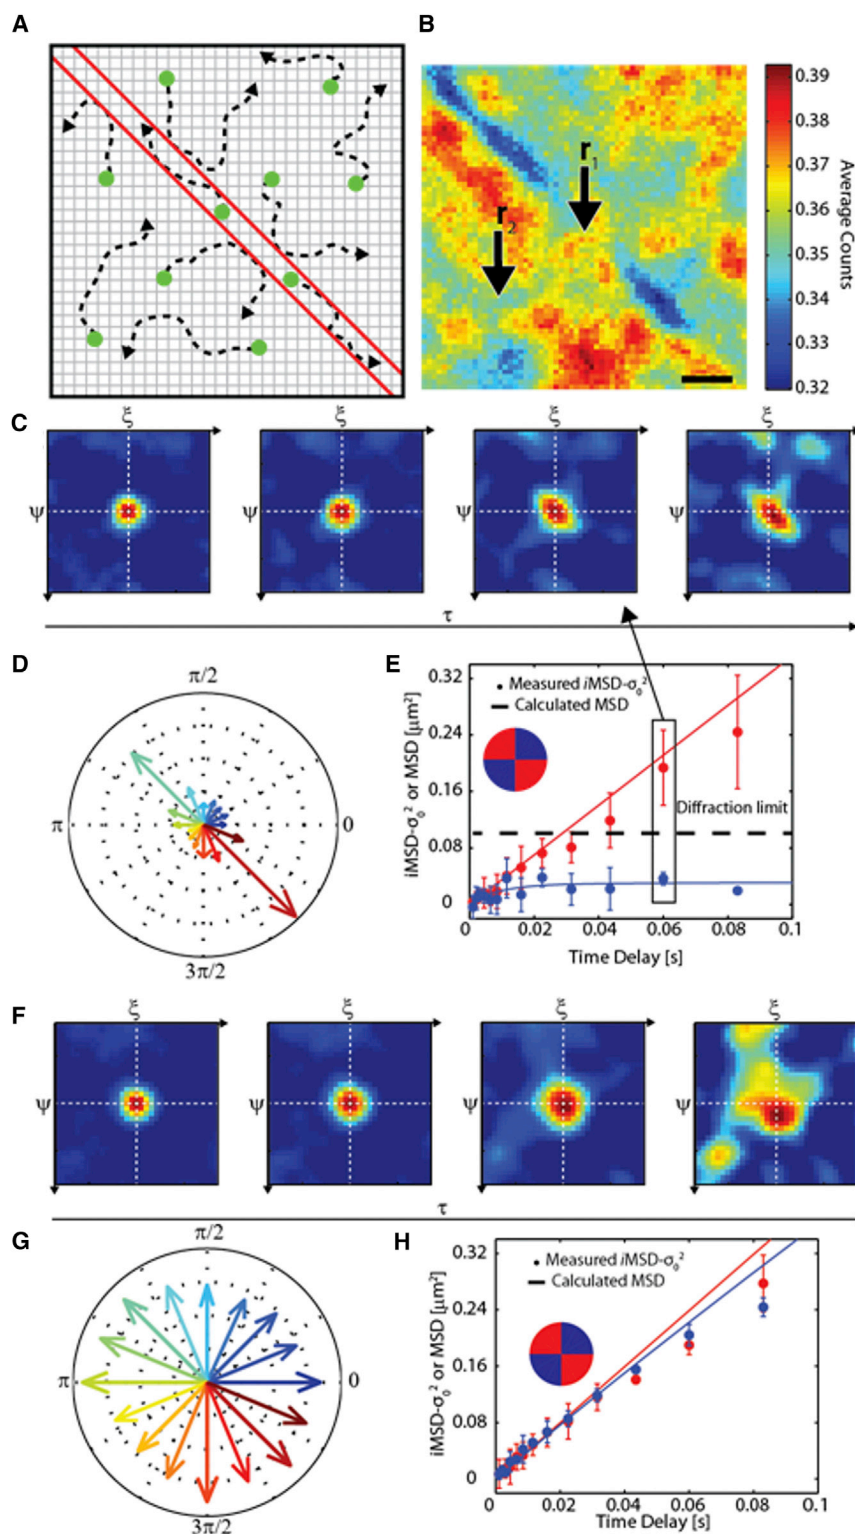 A
B
r1
r2
0.39
0.38
0.37
0.36
0.35
0.34
0.33
0.32
Average Counts
C
ξ
ξ
ξ
ξ
ψ
ψ
ψ
ψ
τ
D
π/2
π
0
3π/2
E
iMSD-σ₀² or MSD [μm²]
0.32
0.24
0.16
0.08
0
Measured iMSD-σ₀²
Calculated MSD
Diffraction limit
0 0.02 0.04 0.06 0.08 0.1
Time Delay [s]
F
ξ
ξ
ξ
ξ
ψ
ψ
ψ
ψ
τ
G
π/2
π
0
3π/2
H
iMSD-σ₀² or MSD [μm²]
0.32
0.24
0.16
0.08
0
Measured iMSD-σ₀²
Calculated MSD
0 0.02 0.04 0.06 0.08 0.1
Time Delay [s]